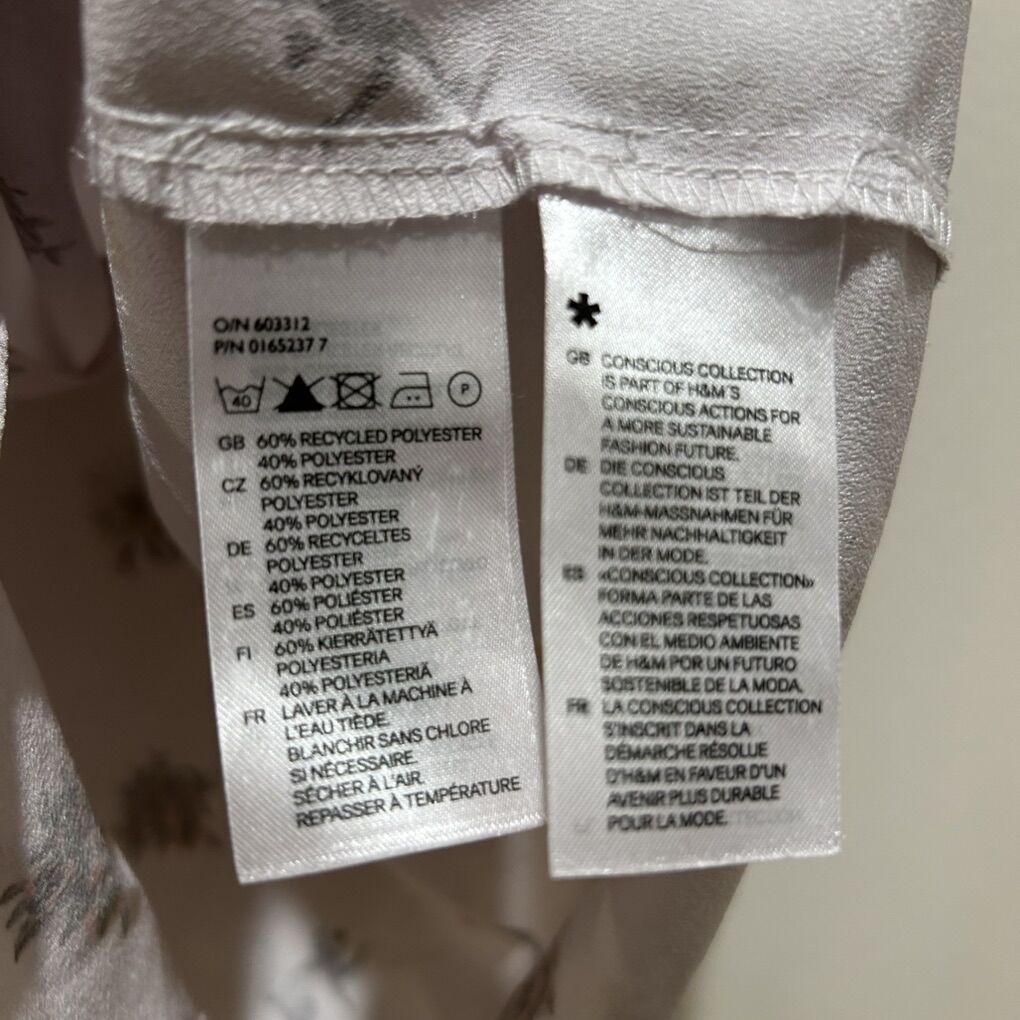 O/N 603312
P/N 0165237 7
40
P
GB 60% RECYCLED POLYESTER
40% POLYESTER
CZ 60% RECYKLOVANÝ
POLYESTER
40% POLYESTER
DE 60% RECYCELTES
POLYESTER
40% POLYESTER
ES 60% POLIÉSTER
40% POLIÉSTER
FI 60% KIERRÄTETTYÄ
POLYESTERIA
40% POLYESTERIÄ
FR LAVER À LA MACHINE À
L'EAU TIÈDE.
BLANCHIR SANS CHLORE
SI NÉCESSAIRE.
SÉCHER À L'AIR.
REPASSER À TEMPÉRATURE
*
GB CONSCIOUS COLLECTION
IS PART OF H&M'S
CONSCIOUS ACTIONS FOR
A MORE SUSTAINABLE
FASHION FUTURE.
DE DIE CONSCIOUS
COLLECTION IST TEIL DER
H&M-MASSNAHMEN FÜR
MEHR NACHHALTIGKEIT
IN DER MODE.
ES «CONSCIOUS COLLECTION»
FORMA PARTE DE LAS
ACCIONES RESPETUOSAS
CON EL MEDIO AMBIENTE
DE H&M POR UN FUTURO
SOSTENIBLE DE LA MODA.
FR LA CONSCIOUS COLLECTION
S'INSCRIT DANS LA
DÉMARCHE RÉSOLUE
D'H&M EN FAVEUR D'UN
AVENIR PLUS DURABLE
POUR LA MODE.